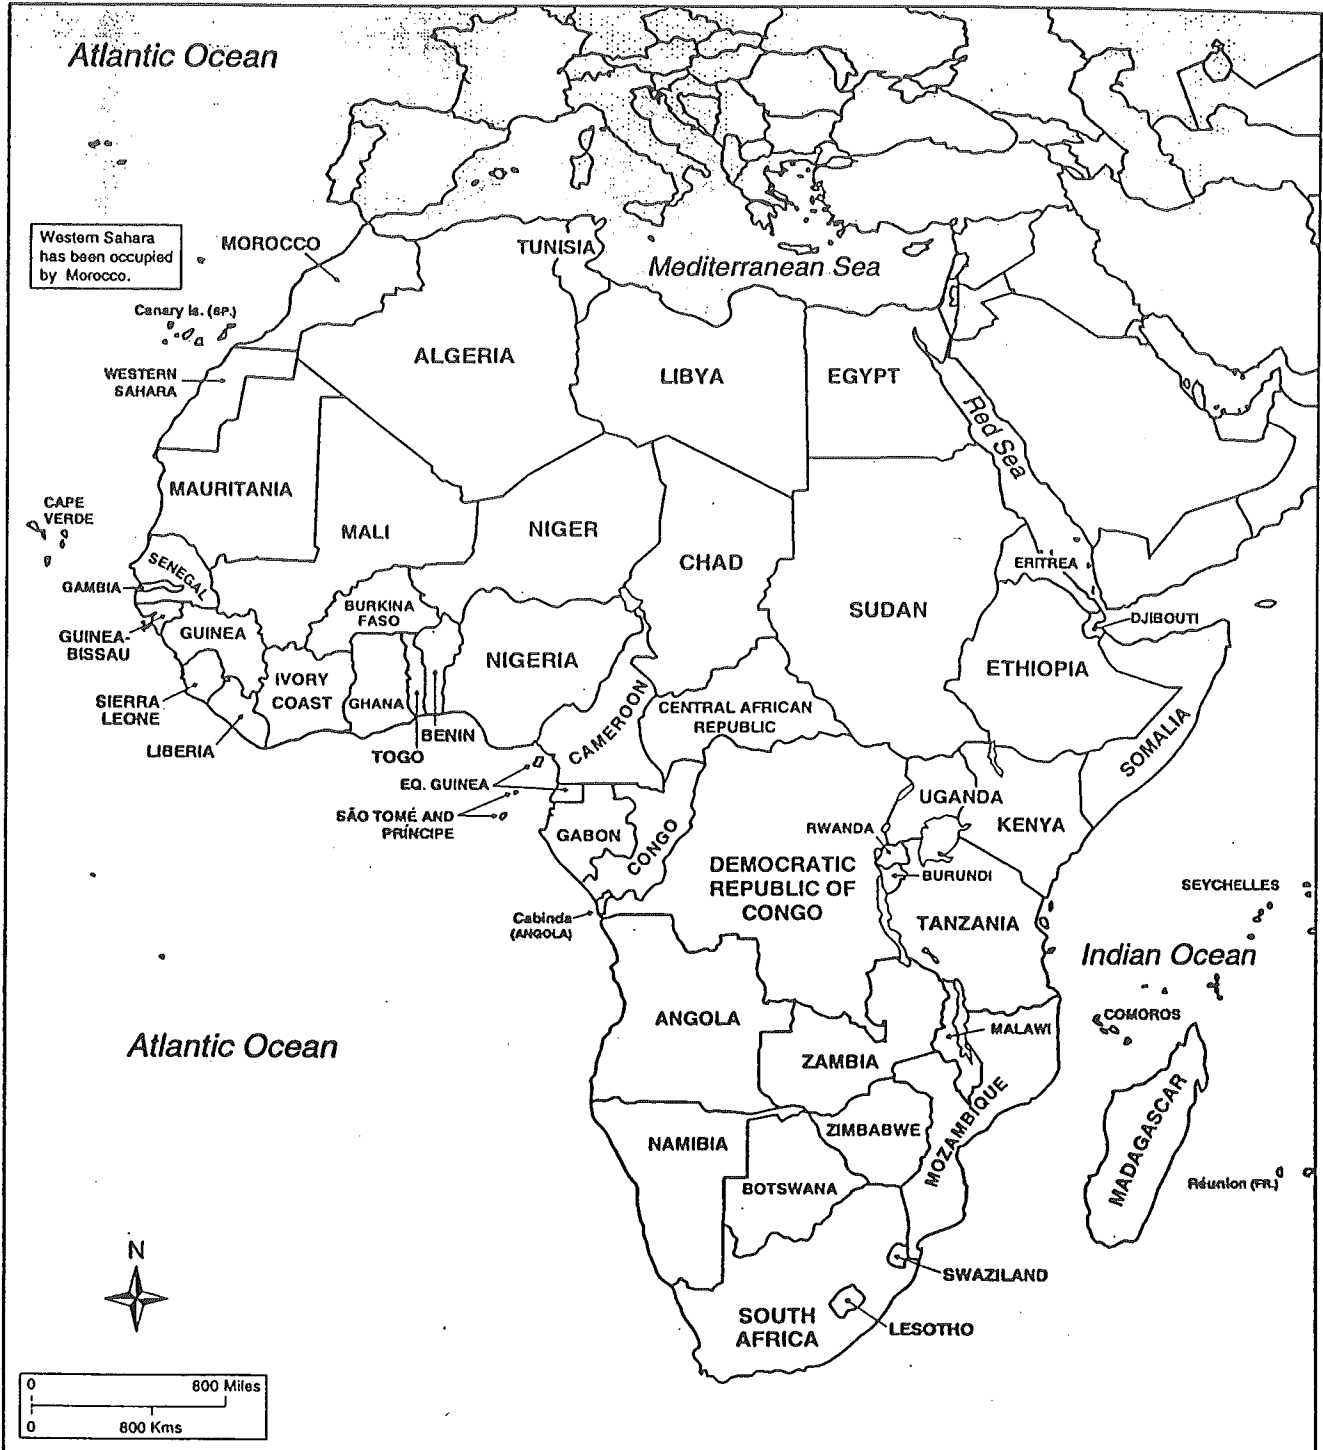 Atlantic Ocean
Western Sahara
has been occupied
by Morocco.
MOROCCO
TUNISIA
Mediterranean Sea
Canary Is. (SP.)
ALGERIA
LIBYA
EGYPT
WESTERN
SAHARA
Red Sea
MAURITANIA
CAPE
VERDE
MALI
NIGER
CHAD
SENEGAL
ERITREA
GAMBIA
BURKINA
FASO
SUDAN
DJIBOUTI
GUINEA-
BISSAU
GUINEA
NIGERIA
ETHIOPIA
IVORY
COAST
SIERRA
LEONE
GHANA
CENTRAL AFRICAN
REPUBLIC
CAMEROON
SOMALIA
LIBERIA
TOGO
BENIN
EQ. GUINEA
UGANDA
SÃO TOMÉ AND
PRÍNCIPE
KENYA
RWANDA
GABON
CONGO
DEMOCRATIC
REPUBLIC OF
CONGO
BURUNDI
SEYCHELLES
Cabinda
(ANGOLA)
TANZANIA
Indian Ocean
ANGOLA
COMOROS
MALAWI
Atlantic Ocean
ZAMBIA
MOZAMBIQUE
MADAGASCAR
NAMIBIA
ZIMBABWE
BOTSWANA
Réunion (FR.)
N
SWAZILAND
SOUTH
AFRICA
LESOTHO
0 800 Miles
0 800 Kms